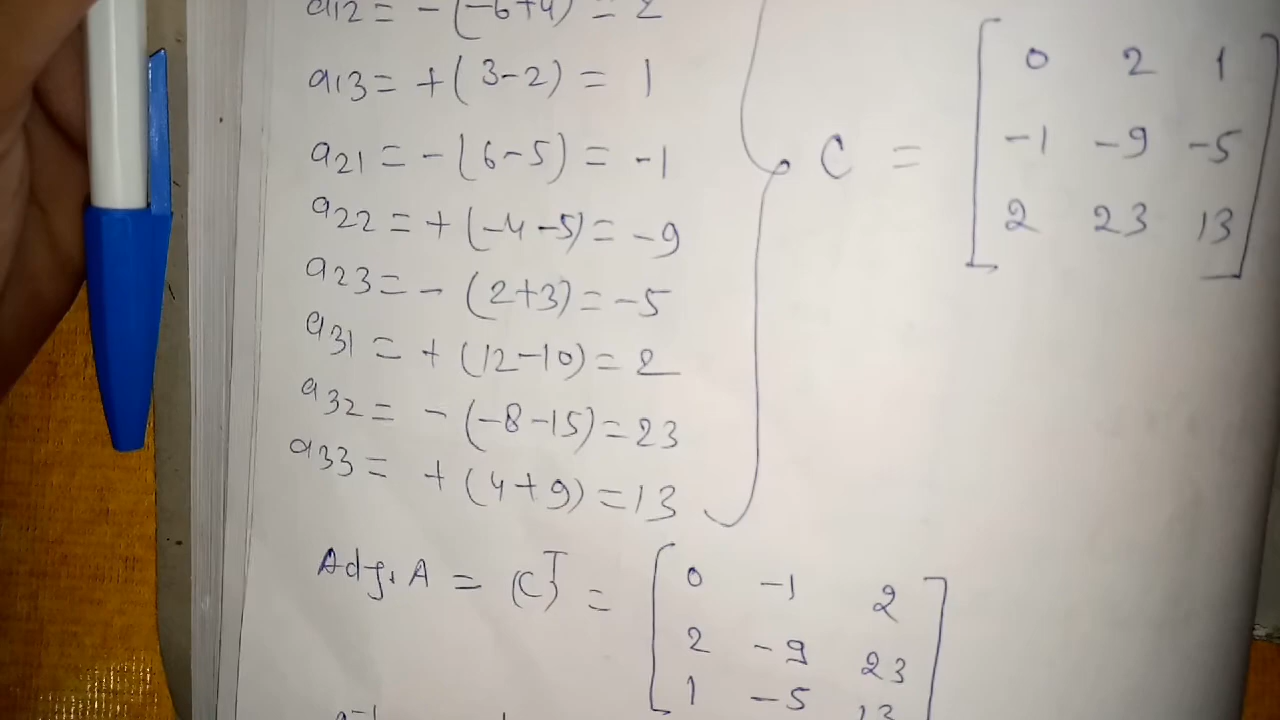 a12 = -(-6+4) = 2
a13 = +(3-2) = 1
a21 = -(6-5) = -1
a22 = +(-4-5) = -9
a23 = -(2+3) = -5
a31 = +(12-10) = 2
a32 = -(-8-15) = 23
a33 = +(4+9) = 13
C =
0 2 1
-1 -9 -5
2 23 13
Adj. A = (C)ᵀ =
0 -1 2
2 -9 23
1 -5 13